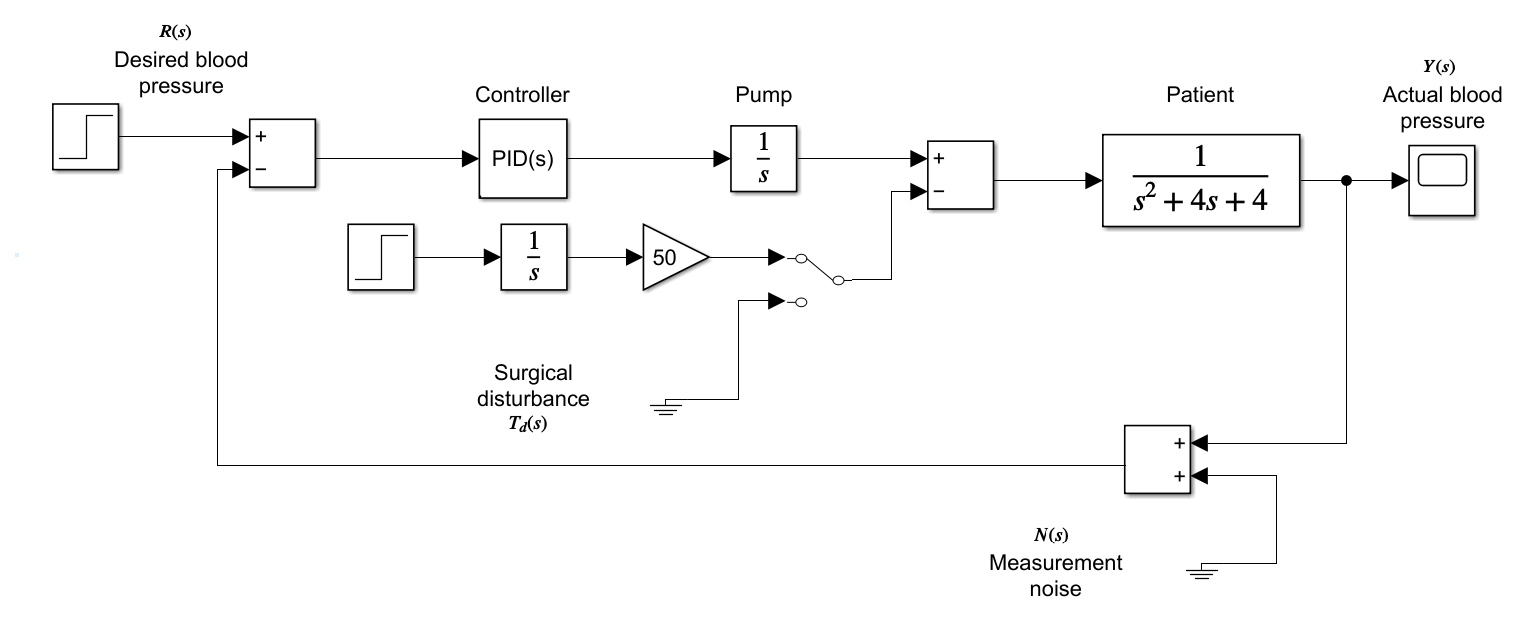 R(s)
Desired blood
pressure
+
−
Controller
PID(s)
Pump
1
s
+
−
Patient
1
s² + 4s + 4
Y(s)
Actual blood
pressure
1
s
50
Surgical
disturbance
T_d(s)
+
+
N(s)
Measurement
noise